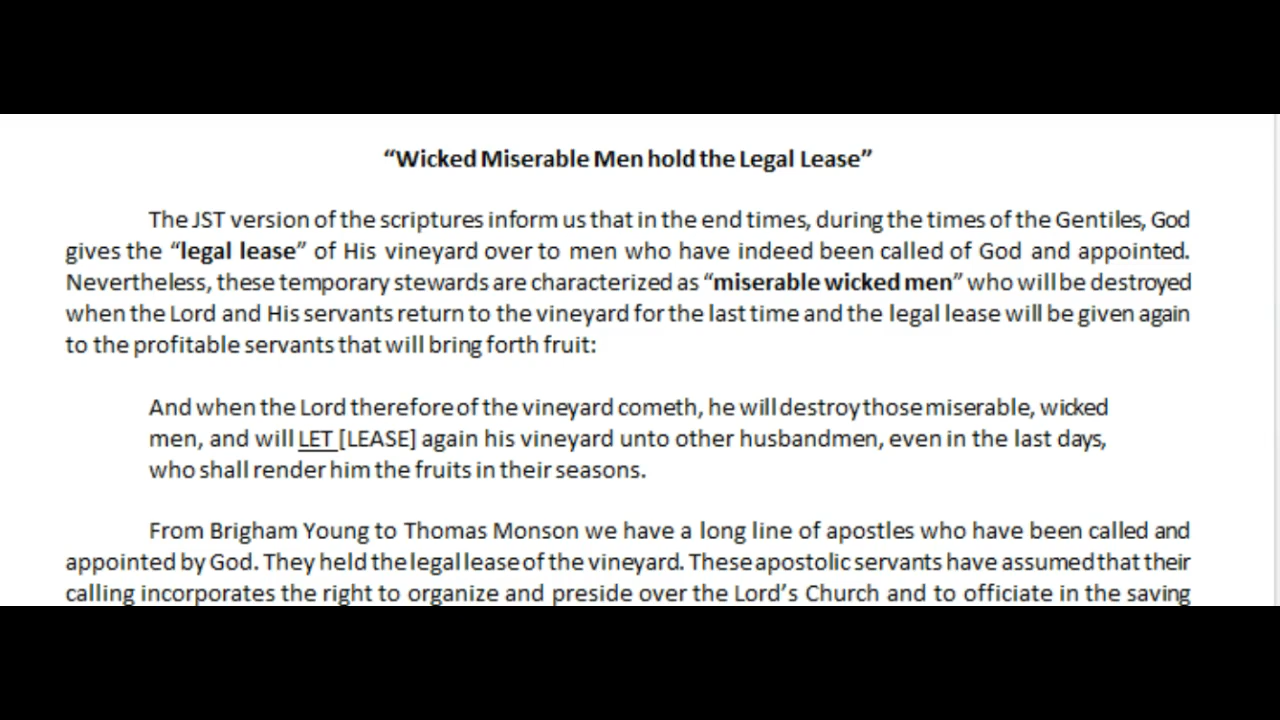 “Wicked Miserable Men hold the Legal Lease”
The JST version of the scriptures inform us that in the end times, during the times of the Gentiles, God
gives the “legal lease” of His vineyard over to men who have indeed been called of God and appointed.
Nevertheless, these temporary stewards are characterized as “miserable wicked men” who will be destroyed
when the Lord and His servants return to the vineyard for the last time and the legal lease will be given again
to the profitable servants that will bring forth fruit:
And when the Lord therefore of the vineyard cometh, he will destroy those miserable, wicked
men, and will LET [LEASE] again his vineyard unto other husbandmen, even in the last days,
who shall render him the fruits in their seasons.
From Brigham Young to Thomas Monson we have a long line of apostles who have been called and
appointed by God. They held the legal lease of the vineyard. These apostolic servants have assumed that their
calling incorporates the right to organize and preside over the Lord’s Church and to officiate in the saving